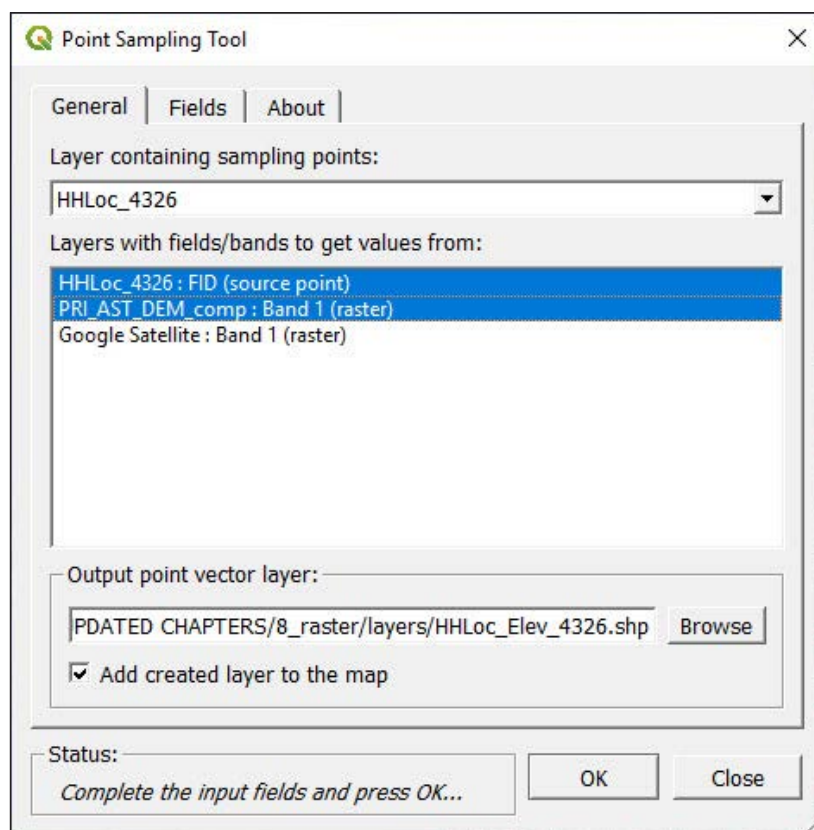 Point Sampling Tool
General Fields About
Layer containing sampling points:
HHLoc_4326
Layers with fields/bands to get values from:
HHLoc_4326 : FID (source point)
PRI_AST_DEM_comp : Band 1 (raster)
Google Satellite : Band 1 (raster)
Output point vector layer:
PDATED CHAPTERS/8_raster/layers/HHLoc_Elev_4326.shp Browse
Add created layer to the map
Status:
Complete the input fields and press OK...
OK Close